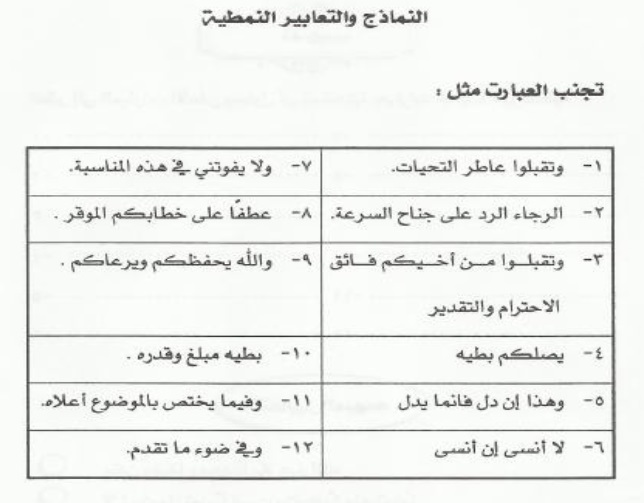 النماذج والتعابير النمطية
تجنب العبارت مثل :
١- وتقبلوا عاطر التحيات.
٧- ولا يفوتني في هذه المناسبة.
٢- الرجاء الرد على جناح السرعة.
٨- عطفاً على خطابكم الموقر .
٣- وتقبلوا من أخيكم فائق
الاحترام والتقدير
٩- والله يحفظكم ويرعاكم .
٤- يصلكم بطيه
١٠- بطيه مبلغ وقدره .
٥- وهذا إن دل فانما يدل
١١- وفيما يختص بالموضوع أعلاه.
٦- لا أنسى إن أنسى
١٢- وفي ضوء ما تقدم.